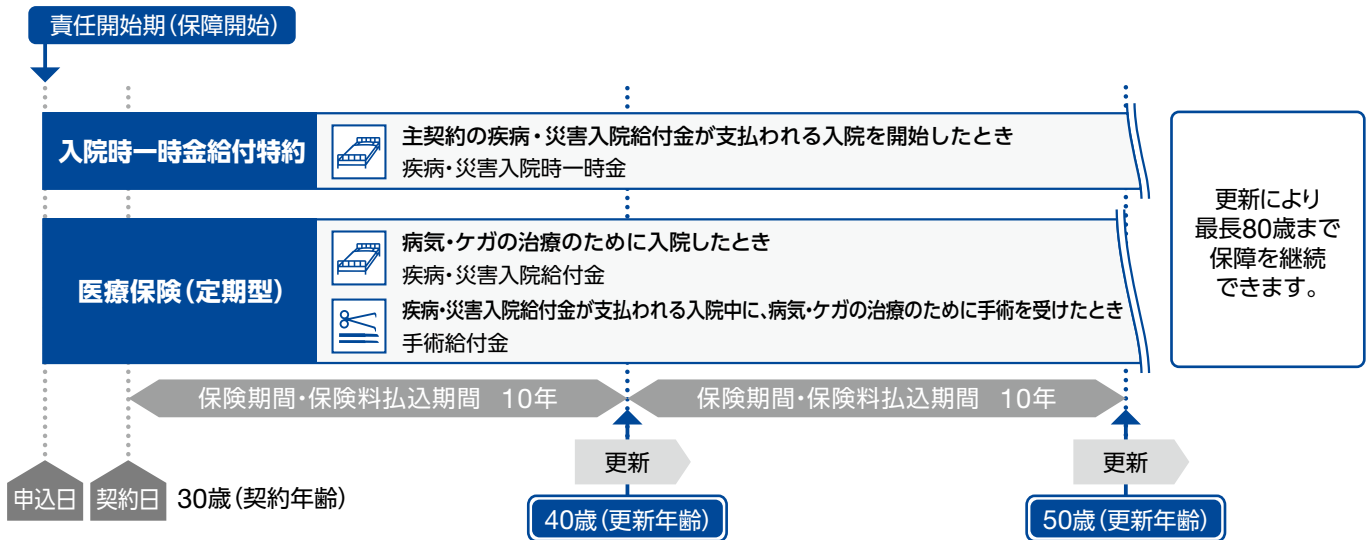 責任開始期(保障開始)
入院時一時金給付特約
主契約の疾病・災害入院給付金が支払われる入院を開始したとき
疾病・災害入院時一時金
医療保険(定期型)
病気・ケガの治療のために入院したとき
疾病・災害入院給付金
疾病・災害入院給付金が支払われる入院中に、病気・ケガの治療のために手術を受けたとき
手術給付金
更新により
最長80歳まで
保障を継続
できます。
保険期間・保険料払込期間 10年
保険期間・保険料払込期間 10年
更新
更新
申込日
契約日
30歳(契約年齢)
40歳(更新年齢)
50歳(更新年齢)